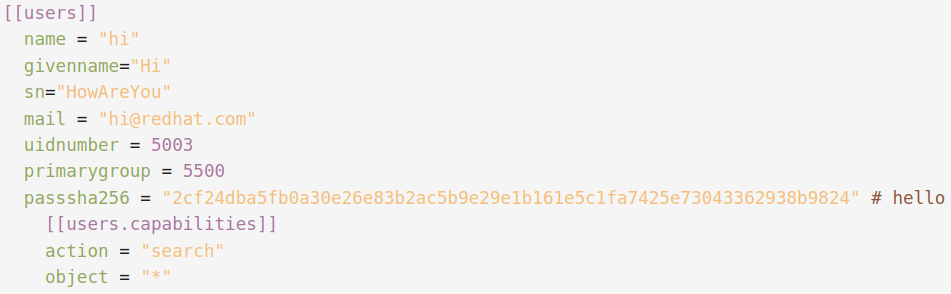 [[users]]
  name = "hi"
  givenname="Hi"
  sn="HowAreYou"
  mail = "hi@redhat.com"
  uidnumber = 5003
  primarygroup = 5500
  passsha256 = "2cf24dba5fb0a30e26e83b2ac5b9e29e1b161e5c1fa7425e73043362938b9824" # hello
    [[users.capabilities]]
    action = "search"
    object = "*"